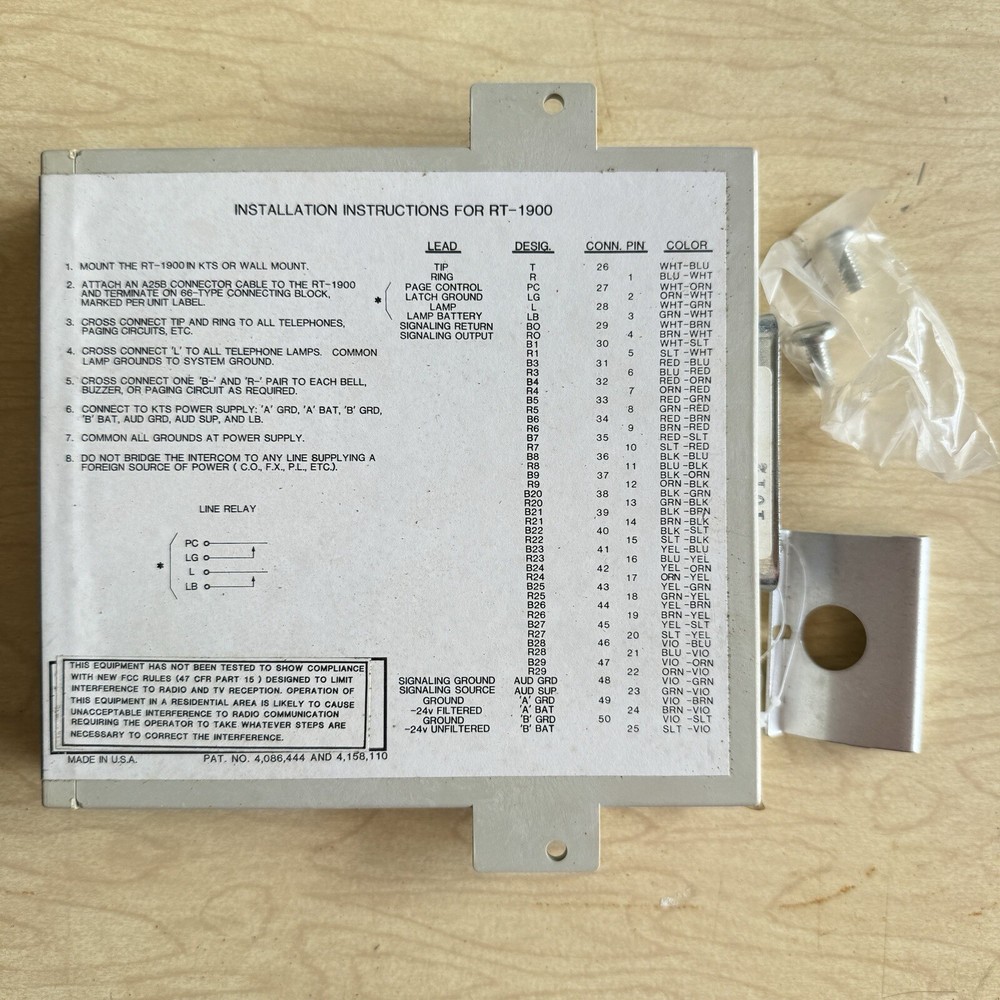 INSTALLATION INSTRUCTIONS FOR RT-1900
1. MOUNT THE RT-1900 IN KTS OR WALL MOUNT.
2. ATTACH AN A25B CONNECTOR CABLE TO THE RT-1900
AND TERMINATE ON 66-TYPE CONNECTING BLOCK,
MARKED PER UNIT LABEL.
3. CROSS CONNECT TIP AND RING TO ALL TELEPHONES,
PAGING CIRCUITS, ETC.
4. CROSS CONNECT 'L' TO ALL TELEPHONE LAMPS. COMMON
LAMP GROUNDS TO SYSTEM GROUND.
5. CROSS CONNECT ONE 'B-' AND 'R-' PAIR TO EACH BELL,
BUZZER, OR PAGING CIRCUIT AS REQUIRED.
6. CONNECT TO KTS POWER SUPPLY: 'A' GRD, 'A' BAT, 'B' GRD,
'B' BAT, AUD GRD, AUD SUP, AND LB.
7. COMMON ALL GROUNDS AT POWER SUPPLY.
8. DO NOT BRIDGE THE INTERCOM TO ANY LINE SUPPLYING A
FOREIGN SOURCE OF POWER (C.O., F.X., P.L., ETC.).
LINE RELAY
* PC
LG
L
LB
THIS EQUIPMENT HAS NOT BEEN TESTED TO SHOW COMPLIANCE
WITH NEW FCC RULES (47 CFR PART 15) DESIGNED TO LIMIT
INTERFERENCE TO RADIO AND TV RECEPTION. OPERATION OF
THIS EQUIPMENT IN A RESIDENTIAL AREA IS LIKELY TO CAUSE
UNACCEPTABLE INTERFERENCE TO RADIO COMMUNICATION
REQUIRING THE OPERATOR TO TAKE WHATEVER STEPS ARE
NECESSARY TO CORRECT THE INTERFERENCE.
MADE IN U.S.A. PAT. NO. 4,086,444 AND 4,158,110
LEAD DESIG. CONN. PIN COLOR
TIP T 26 WHT-BLU
RING R 1 BLU-WHT
* PAGE CONTROL PC 27 WHT-ORN
LATCH GROUND LG 2 ORN-WHT
LAMP L 28 WHT-GRN
LAMP BATTERY LB 3 GRN-WHT
SIGNALING RETURN BO 29 WHT-BRN
SIGNALING OUTPUT RO 4 BRN-WHT
B1 30 WHT-SLT
R1 5 SLT-WHT
B3 31 RED-BLU
R3 6 BLU-RED
B4 32 RED-ORN
R4 7 ORN-RED
B5 33 RED-GRN
R5 8 GRN-RED
B6 34 RED-BRN
R6 9 BRN-RED
B7 35 RED-SLT
R7 10 SLT-RED
B8 36 BLK-BLU
R8 11 BLU-BLK
B9 37 BLK-ORN
R9 12 ORN-BLK
B20 38 BLK-GRN
R20 13 GRN-BLK
B21 39 BLK-BRN
R21 14 BRN-BLK
B22 40 BLK-SLT
R22 15 SLT-BLK
B23 41 YEL-BLU
R23 16 BLU-YEL
B24 42 YEL-ORN
R24 17 ORN-YEL
B25 43 YEL-GRN
R25 18 GRN-YEL
B26 44 YEL-BRN
R26 19 BRN-YEL
B27 45 YEL-SLT
R27 20 SLT-YEL
B28 46 VIO-BLU
R28 21 BLU-VIO
B29 47 VIO-ORN
R29 22 ORN-VIO
SIGNALING GROUND AUD GRD 48 VIO-GRN
SIGNALING SOURCE AUD SUP. 23 GRN-VIO
GROUND 'A' GRD 49 VIO-BRN
-24v FILTERED 'A' BAT 24 BRN-VIO
GROUND 'B' GRD 50 VIO-SLT
-24v UNFILTERED 'B' BAT 25 SLT-VIO